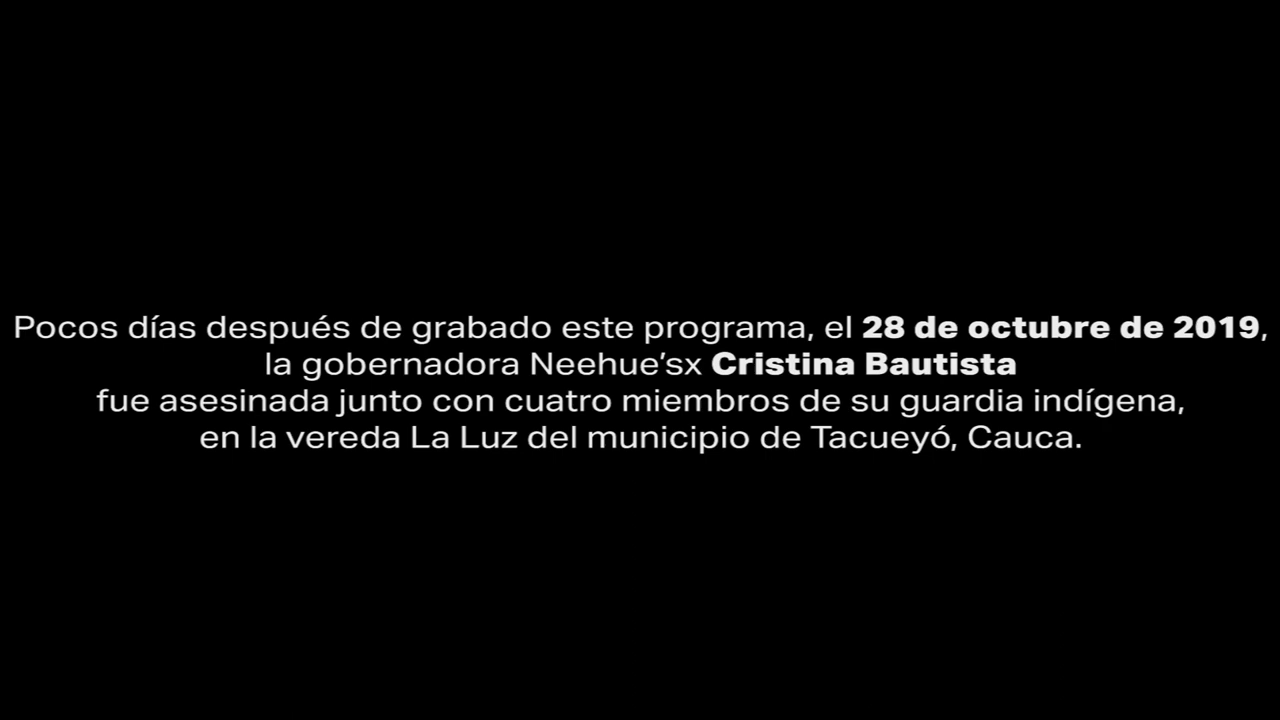 Pocos días después de grabado este programa, el 28 de octubre de 2019,
la gobernadora Neehue’sx Cristina Bautista
fue asesinada junto con cuatro miembros de su guardia indígena,
en la vereda La Luz del municipio de Tacueyó, Cauca.